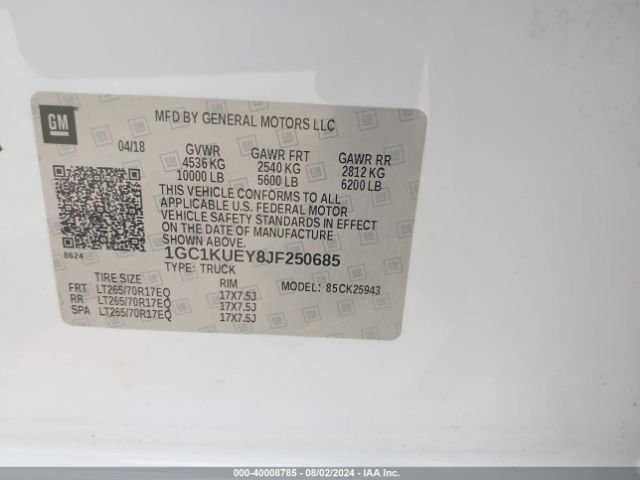 GM
MFD BY GENERAL MOTORS LLC
04/18 GVWR GAWR FRT GAWR RR
4536 KG 2540 KG 2812 KG
10000 LB 5600 LB 6200 LB
THIS VEHICLE CONFORMS TO ALL
APPLICABLE U.S. FEDERAL MOTOR
VEHICLE SAFETY STANDARDS IN EFFECT
ON THE DATE OF MANUFACTURE
SHOWN ABOVE.
8624
1GC1KUEY8JF250685
TYPE: TRUCK
TIRE SIZE RIM MODEL: 85CK25943
FRT LT265/70R17EQ 17X7.5J
RR LT265/70R17EQ 17X7.5J
SPA LT265/70R17EQ 17X7.5J
000-40008785 - 08/02/2024 - IAA Inc.